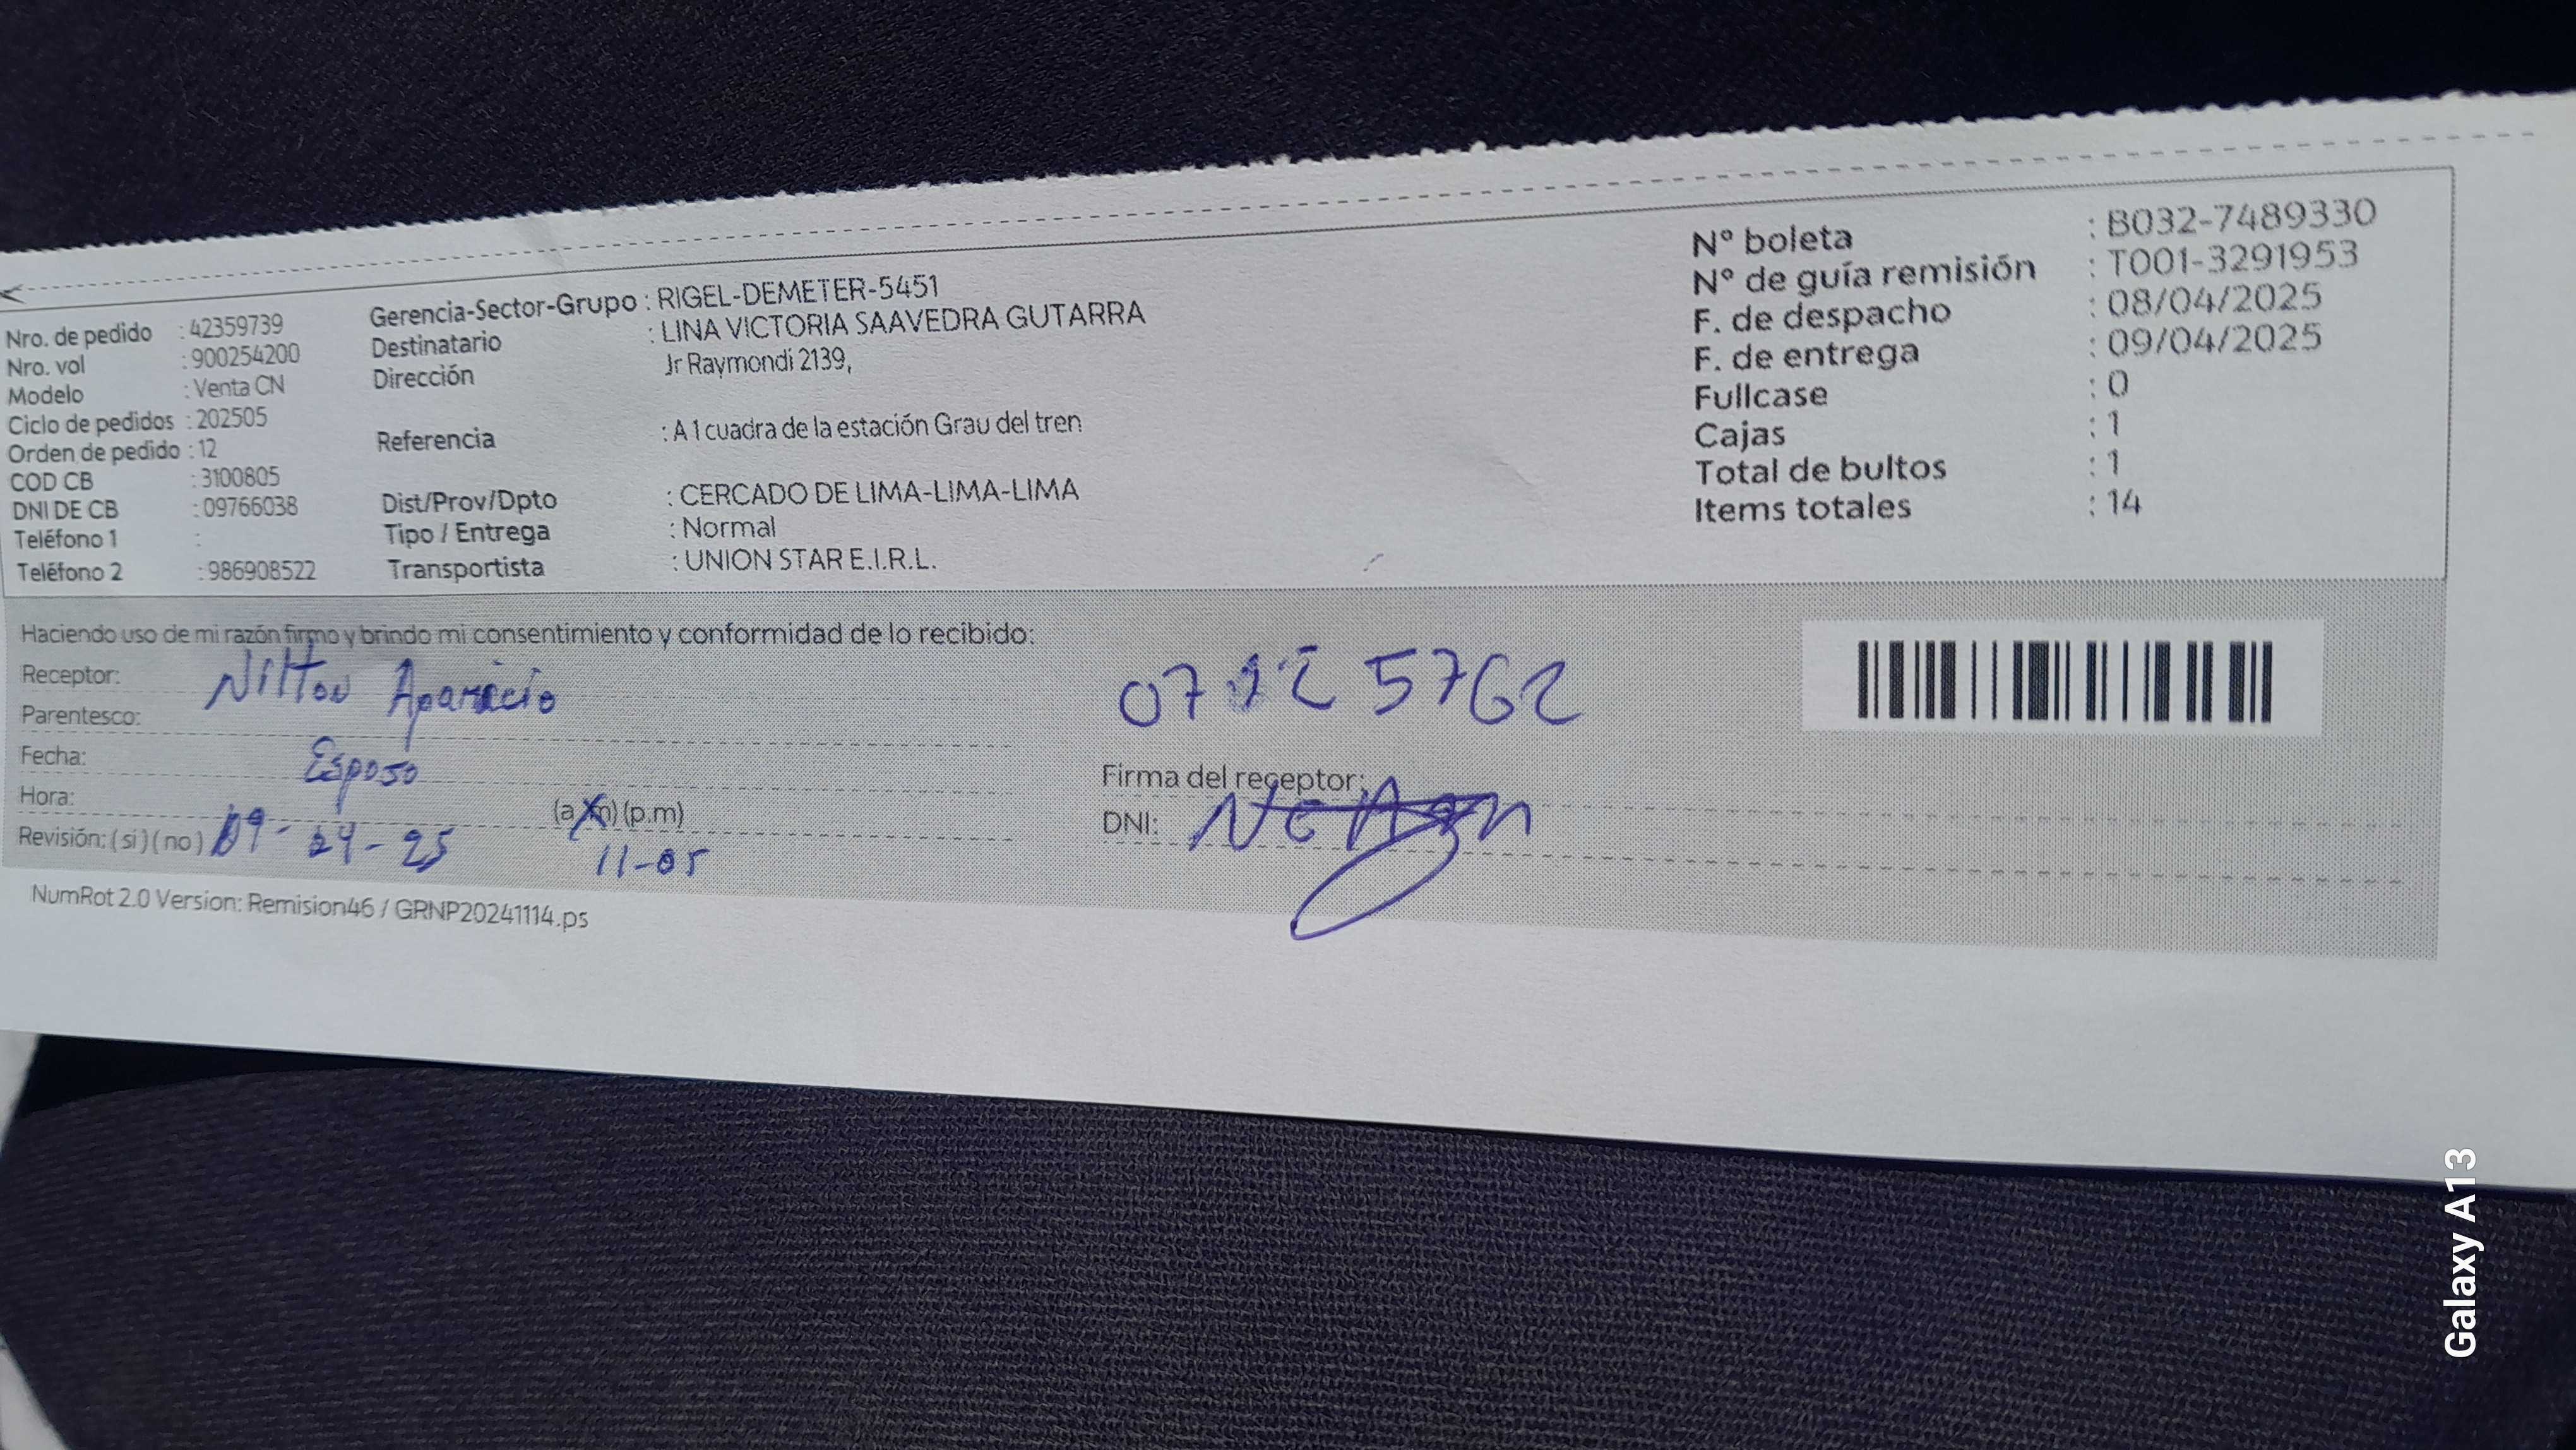 Nro. de pedido : 42359739
Nro. vol : 900254200
Modelo : Venta CN
Ciclo de pedidos : 202505
Orden de pedido : 12
COD CB : 3100805
DNI DE CB : 09766038
Teléfono 1 :
Teléfono 2 : 986908522
Gerencia-Sector-Grupo : RIGEL-DEMETER-5451
Destinatario : LINA VICTORIA SAAVEDRA GUTARRA
Dirección Jr Raymondi 2139,
Referencia : A 1 cuadra de la estación Grau del tren
Dist/Prov/Dpto : CERCADO DE LIMA-LIMA-LIMA
Tipo / Entrega : Normal
Transportista : UNION STAR E.I.R.L.
Nº boleta : B032-7489330
Nº de guía remisión : T001-3291953
F. de despacho : 08/04/2025
F. de entrega : 09/04/2025
Fullcase : 0
Cajas : 1
Total de bultos : 1
Items totales : 14
Haciendo uso de mi razón firmo y brindo mi consentimiento y conformidad de lo recibido:
Receptor: Nilton Aparicio
Parentesco:
Fecha: Esposo
Hora: (a.m) (p.m)
Revisión: ( si ) ( no ) 09-04-25 11-05
Firma del receptor:
DNI:
NumRot 2.0 Version: Remision46 / GRNP20241114.ps
Galaxy A13